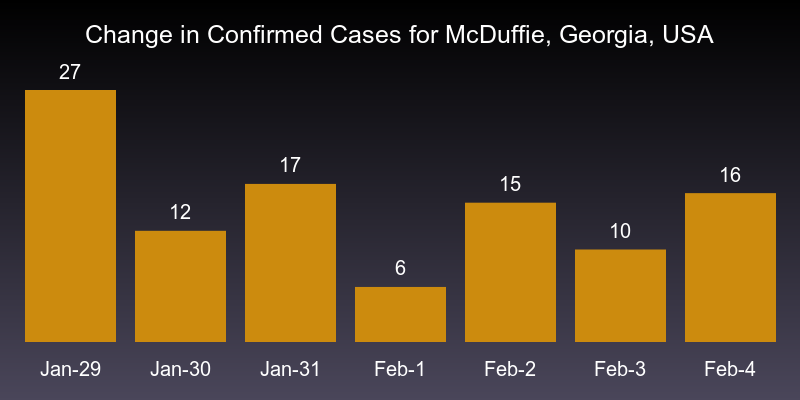 Change in Confirmed Cases for McDuffie, Georgia, USA
27
12
17
6
15
10
16
Jan-29
Jan-30
Jan-31
Feb-1
Feb-2
Feb-3
Feb-4